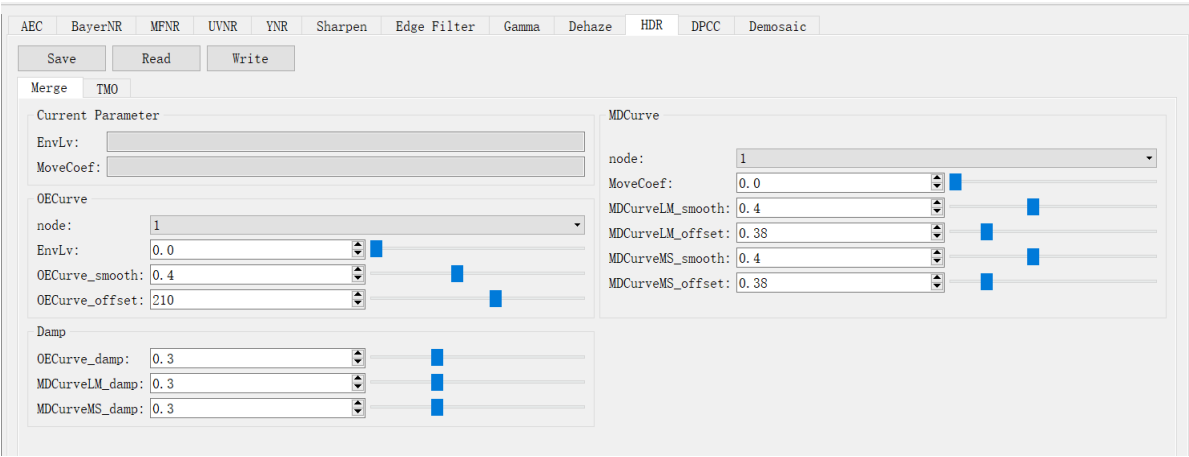 AEC BayerNR MFNR UVNR YNR Sharpen Edge Filter Gamma Dehaze HDR DPCC Demosaic
Save Read Write
Merge TMO
Current Parameter
EnvLv:
MoveCoef:
OECurve
node: 1
EnvLv: 0.0
OECurve_smooth: 0.4
OECurve_offset: 210
Damp
OECurve_damp: 0.3
MDCurveLM_damp: 0.3
MDCurveMS_damp: 0.3
MDCurve
node: 1
MoveCoef: 0.0
MDCurveLM_smooth: 0.4
MDCurveLM_offset: 0.38
MDCurveMS_smooth: 0.4
MDCurveMS_offset: 0.38